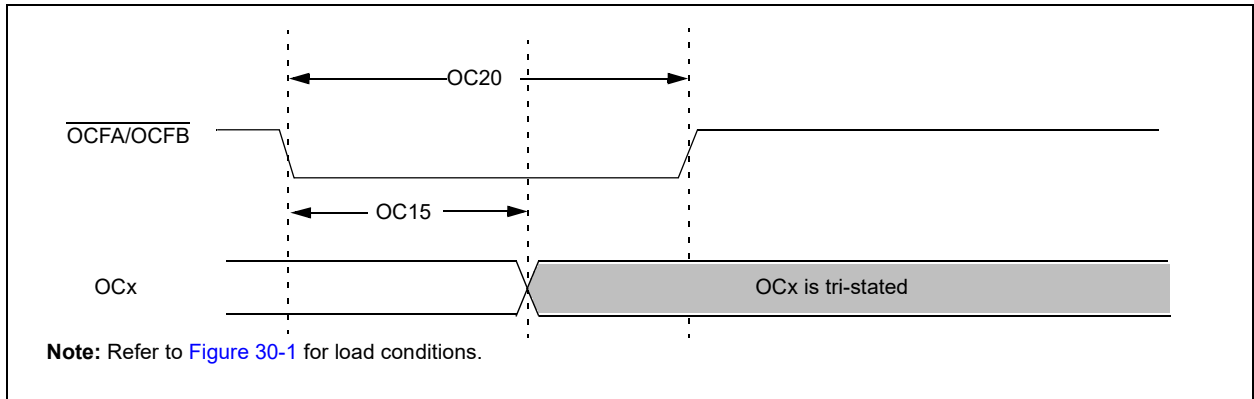 OC20
OCFA/OCFB
OC15
OCx
OCx is tri-stated
Note: Refer to Figure 30-1 for load conditions.